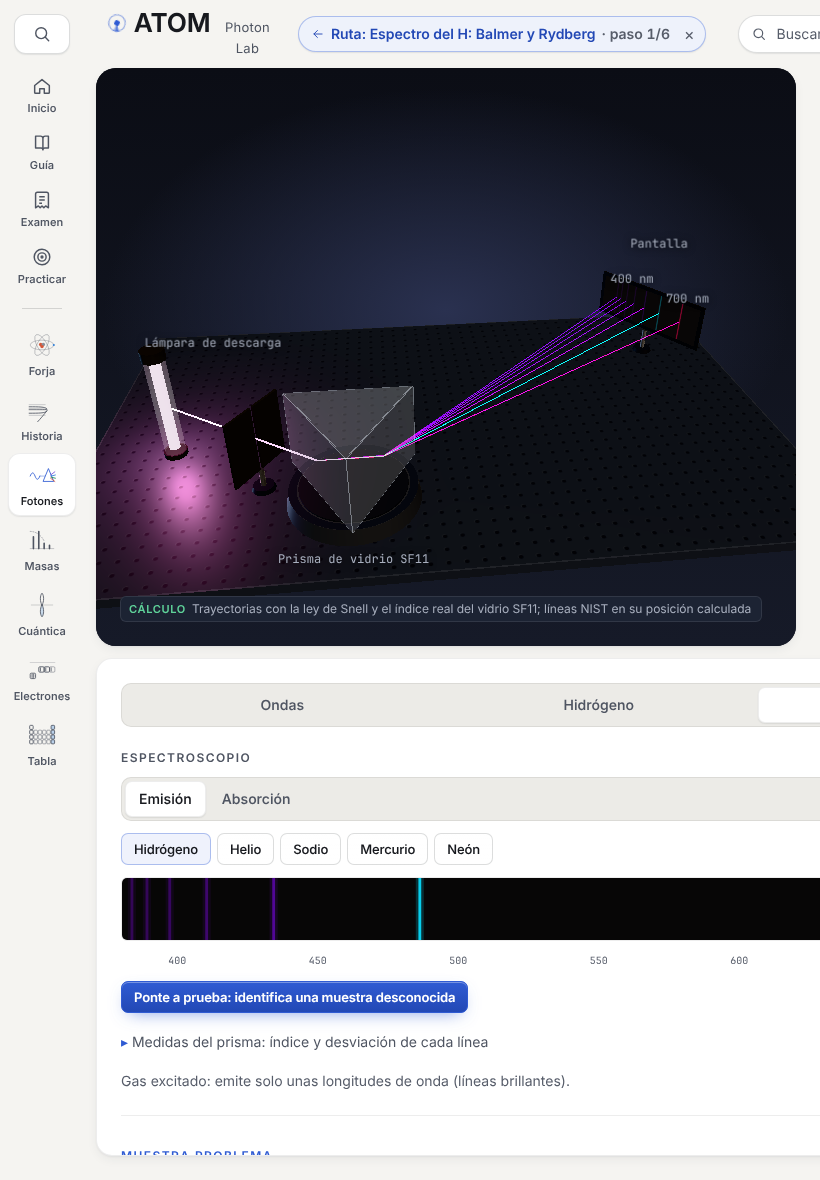 ATOM
Photon
Lab
← Ruta: Espectro del H: Balmer y Rydberg · paso 1/6 ×
Inicio
Guía
Examen
Practicar
Forja
Historia
Fotones
Masas
Cuántica
Electrones
Tabla
Pantalla
400 nm
700 nm
Lámpara de descarga
Prisma de vidrio SF11
CÁLCULO Trayectorias con la ley de Snell y el índice real del vidrio SF11; líneas NIST en su posición calculada
Ondas Hidrógeno
ESPECTROSCOPIO
Emisión Absorción
Hidrógeno Helio Sodio Mercurio Neón
400 450 500 550 600
Ponte a prueba: identifica una muestra desconocida
▸ Medidas del prisma: índice y desviación de cada línea
Gas excitado: emite solo unas longitudes de onda (líneas brillantes).
MUESTRA PROBLEMA